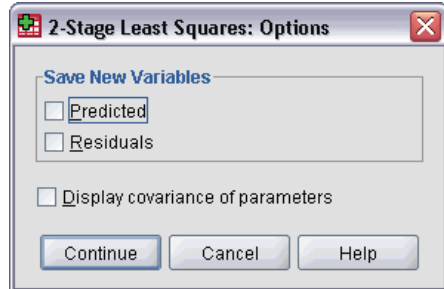 2-Stage Least Squares: Options
Save New Variables
Predicted
Residuals
Display covariance of parameters
Continue Cancel Help